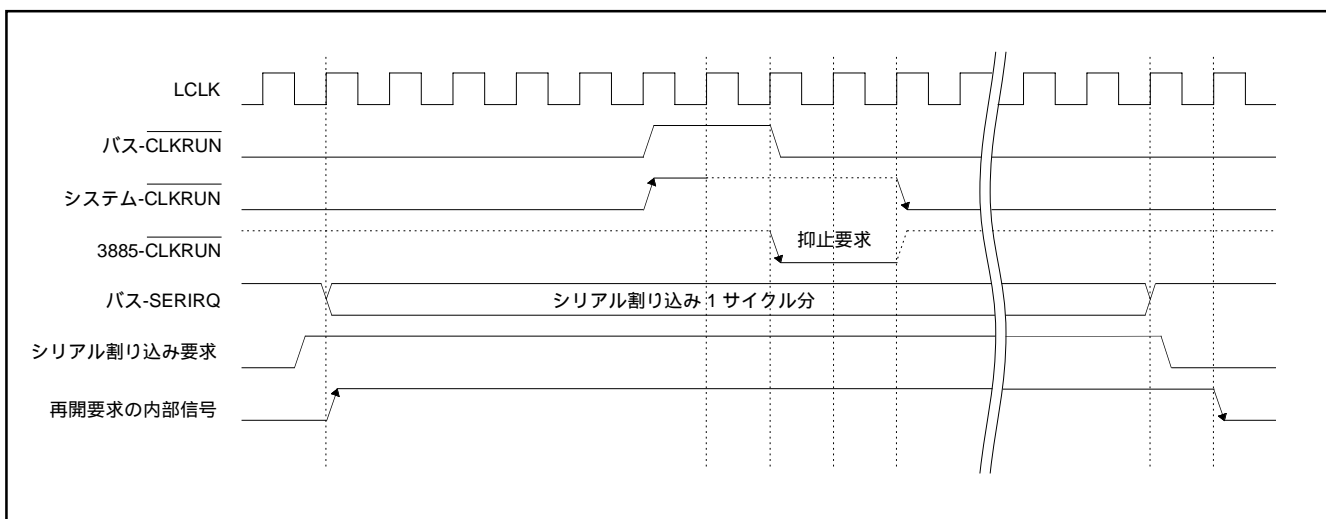 LCLK
バス-CLKRUN
システム-CLKRUN
3885-CLKRUN
抑止要求
バス-SERIRQ
シリアル割り込み１サイクル分
シリアル割り込み要求
再開要求の内部信号